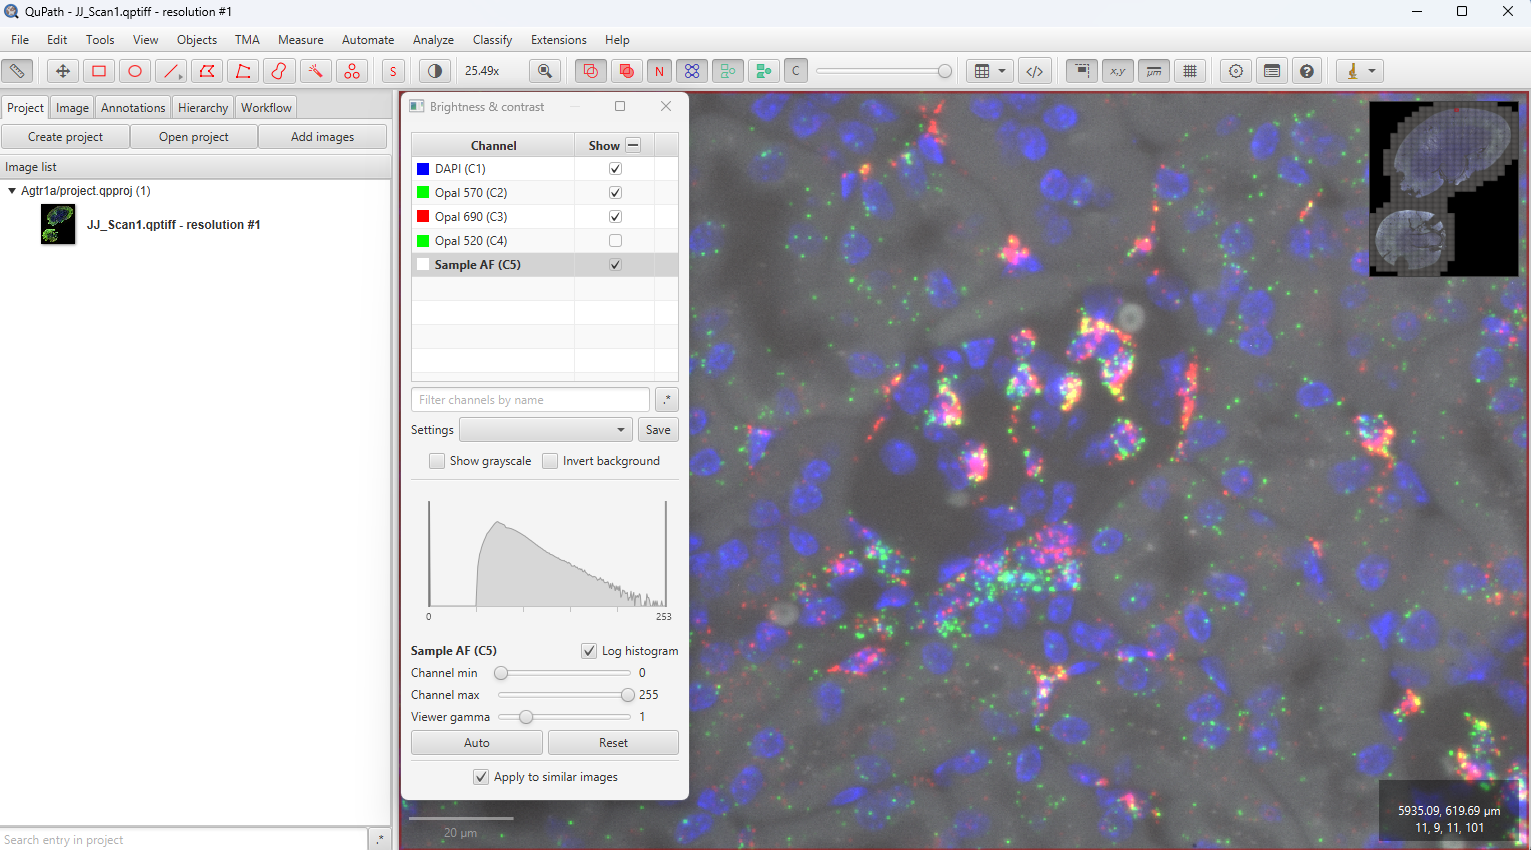 QuPath - JJ_Scan1.qptiff - resolution #1
File Edit Tools View Objects TMA Measure Automate Analyze Classify Extensions Help
S 25.49x N C </> x,y μm
Project Image Annotations Hierarchy Workflow
Create project Open project Add images
Image list
Agtr1a/project.qpproj (1)
JJ_Scan1.qptiff - resolution #1
Search entry in project .*
Brightness & contrast
Channel Show
DAPI (C1)
Opal 570 (C2)
Opal 690 (C3)
Opal 520 (C4)
Sample AF (C5)
Filter channels by name .*
Settings Save
Show grayscale Invert background
0 253
Sample AF (C5) Log histogram
Channel min 0
Channel max 255
Viewer gamma 1
Auto Reset
Apply to similar images
20 μm
5935.09, 619.69 μm
11, 9, 11, 101